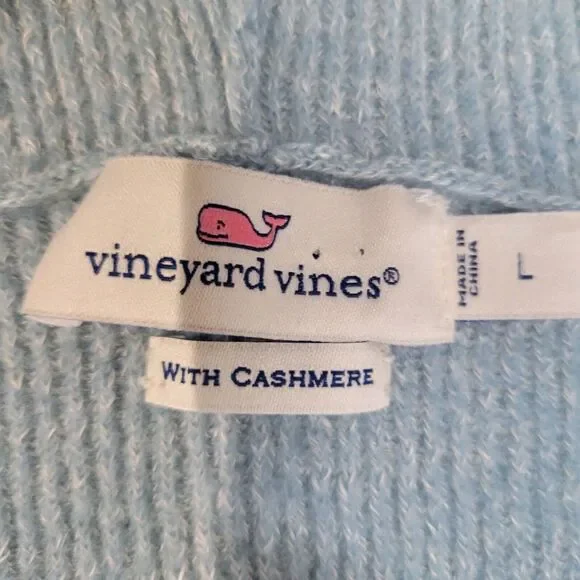 vineyard vines®
MADE IN
CHINA
L
WITH CASHMERE